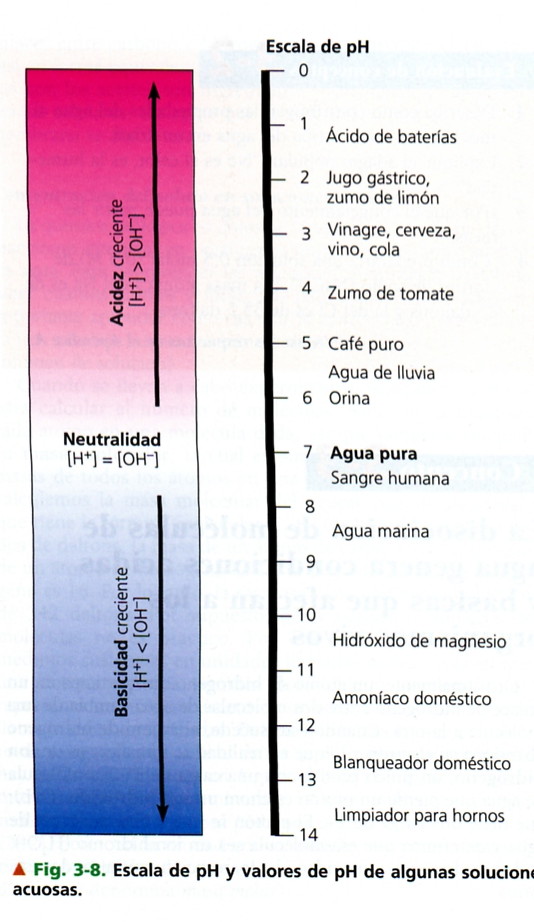 Escala de pH
0
1
Ácido de baterías
2
Jugo gástrico,
zumo de limón
3
Vinagre, cerveza,
vino, cola
4
Zumo de tomate
5
Café puro
Agua de lluvia
6
Orina
7
Agua pura
Sangre humana
8
Agua marina
9
10
Hidróxido de magnesio
11
Amoníaco doméstico
12
Blanqueador doméstico
13
Limpiador para hornos
14
Acidez creciente
[H⁺] > [OH⁻]
Neutralidad
[H⁺] = [OH⁻]
Basicidad creciente
[H⁺] < [OH⁻]
▲ Fig. 3-8. Escala de pH y valores de pH de algunas solucione
acuosas.